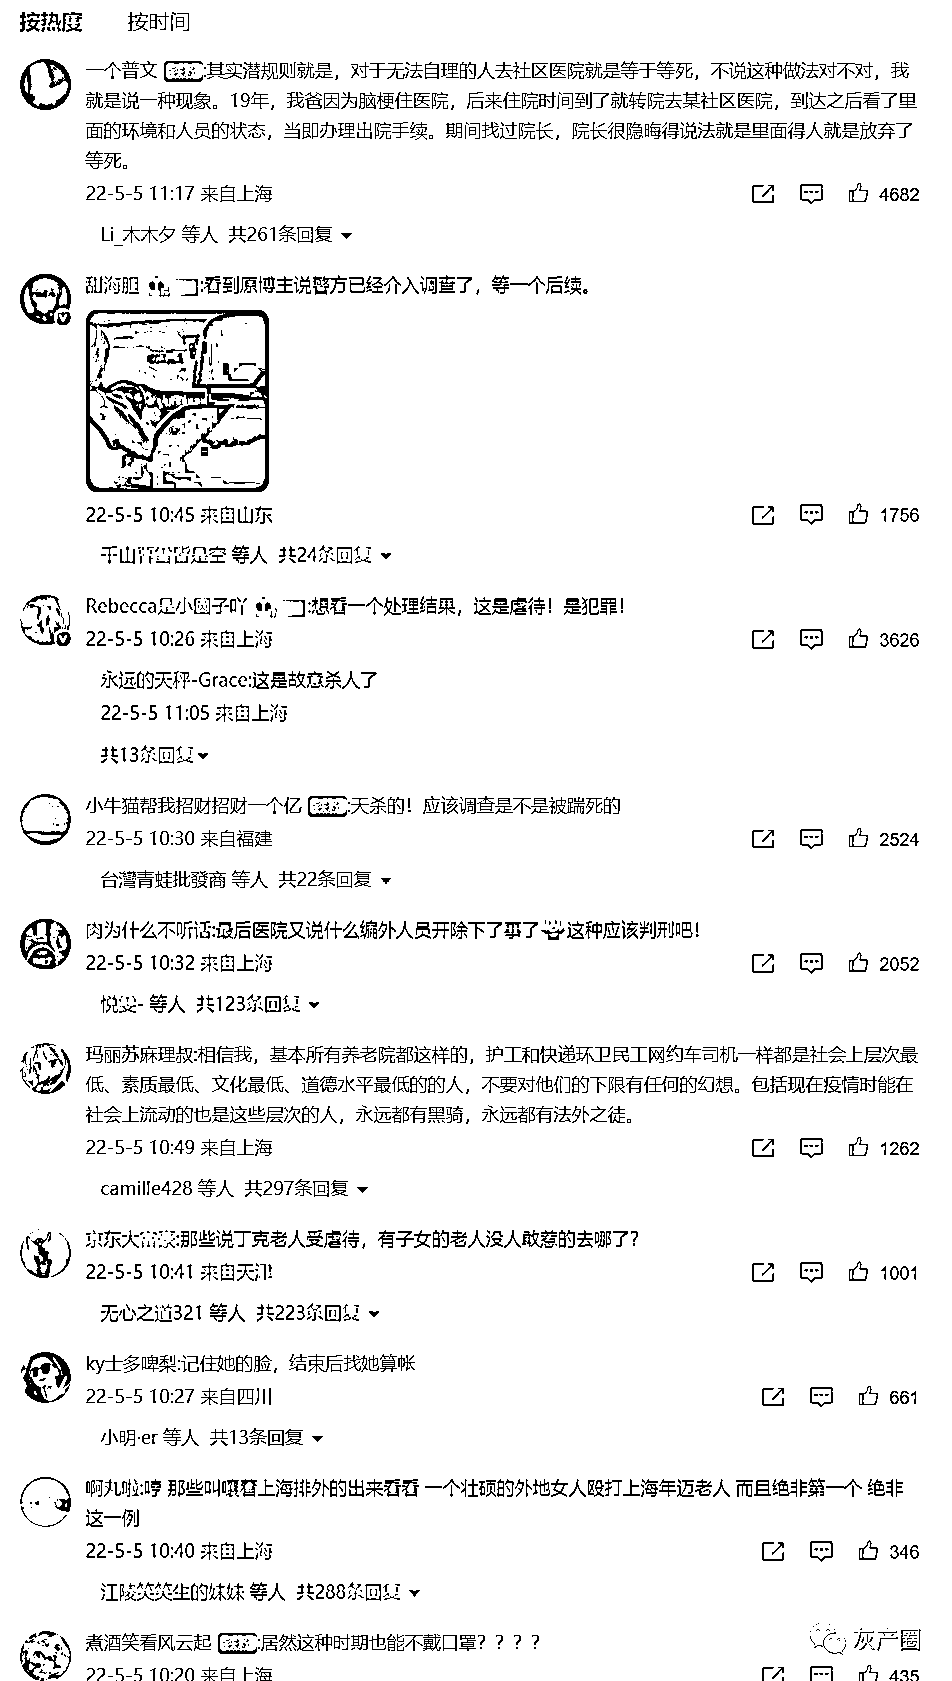 按热度 按时间
一个普文 :其实潜规则就是，对于无法自理的人去社区医院就是等于等死，不说这种做法对不对，我
就是说一种现象。19年，我爸因为脑梗住医院，后来住院时间到了就转院去某社区医院，到达之后看了里
面的环境和人员的状态，当即办理出院手续。期间找过院长，院长很隐晦得说法就是里面得人就是放弃了
等死。
22-5-5 11:17 来自上海 4682
Li_木木夕 等人 共261条回复
甜海胆 :看到原博主说警方已经介入调查了，等一个后续。
22-5-5 10:45 来自山东 1756
等人 共24条回复
Rebecca是小圆子吖 :想看一个处理结果，这是虐待！是犯罪！
22-5-5 10:26 来自上海 3626
永远的天秤-Grace:这是故意杀人了
22-5-5 11:05 来自上海
共13条回复
小牛猫帮我招财招财一个亿 :天杀的！应该调查是不是被踹死的
22-5-5 10:30 来自福建 2524
台灣青蛙批發商 等人 共22条回复
肉为什么不听话:最后医院又说什么编外人员开除下了事了 这种应该判刑吧！
22-5-5 10:32 来自上海 2052
等人 共123条回复
玛丽苏麻理叔:相信我，基本所有养老院都这样的，护工和快递环卫民工网约车司机一样都是社会上层次最
低、素质最低、文化最低、道德水平最低的的人，不要对他们的下限有任何的幻想。包括现在疫情时能在
社会上流动的也是这些层次的人，永远都有黑骑，永远都有法外之徒。
22-5-5 10:49 来自上海 1262
camille428 等人 共297条回复
:那些说丁克老人受虐待，有子女的老人没人敢惹的去哪了？
22-5-5 10:41 来自天津 1001
无心之道321 等人 共223条回复
ky士多啤梨:记住她的脸，结束后找她算帐
22-5-5 10:27 来自四川 661
小明·er 等人 共13条回复
啊丸啦:哼 那些叫嚷着上海排外的出来看看 一个壮硕的外地女人殴打上海年迈老人 而且绝非第一个 绝非
这一例
22-5-5 10:40 来自上海 346
江陵笑笑生的妹妹 等人 共288条回复
煮酒笑看风云起 :居然这种时期也能不戴口罩？？？？
22-5-5 10:20 来自上海 435
灰产圈